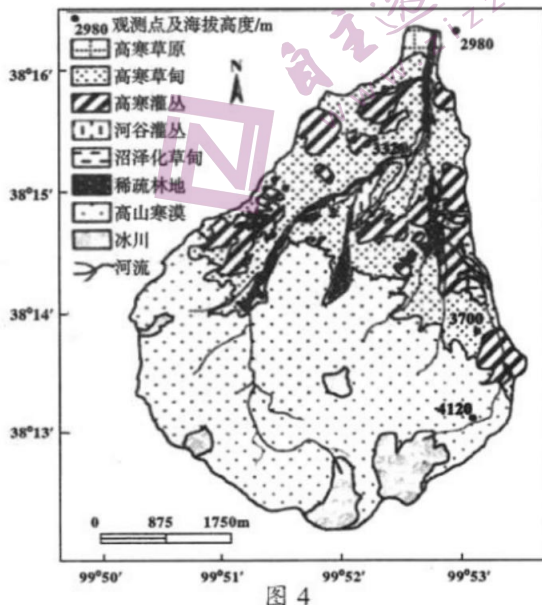 2980 观测点及海拔高度/m
高寒草原
高寒草甸
高寒灌丛
河谷灌丛
沼泽化草甸
稀疏林地
高山寒漠
冰川
河流
N
2980
3320
3700
4120
38°16′
38°15′
38°14′
38°13′
0 875 1750m
99°50′ 99°51′ 99°52′ 99°53′
图 4